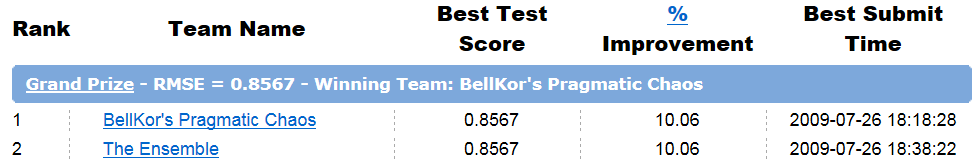 Rank Team Name Best Test Score % Improvement Best Submit Time
Grand Prize - RMSE = 0.8567 - Winning Team: BellKor's Pragmatic Chaos
1 BellKor's Pragmatic Chaos 0.8567 10.06 2009-07-26 18:18:28
2 The Ensemble 0.8567 10.06 2009-07-26 18:38:22